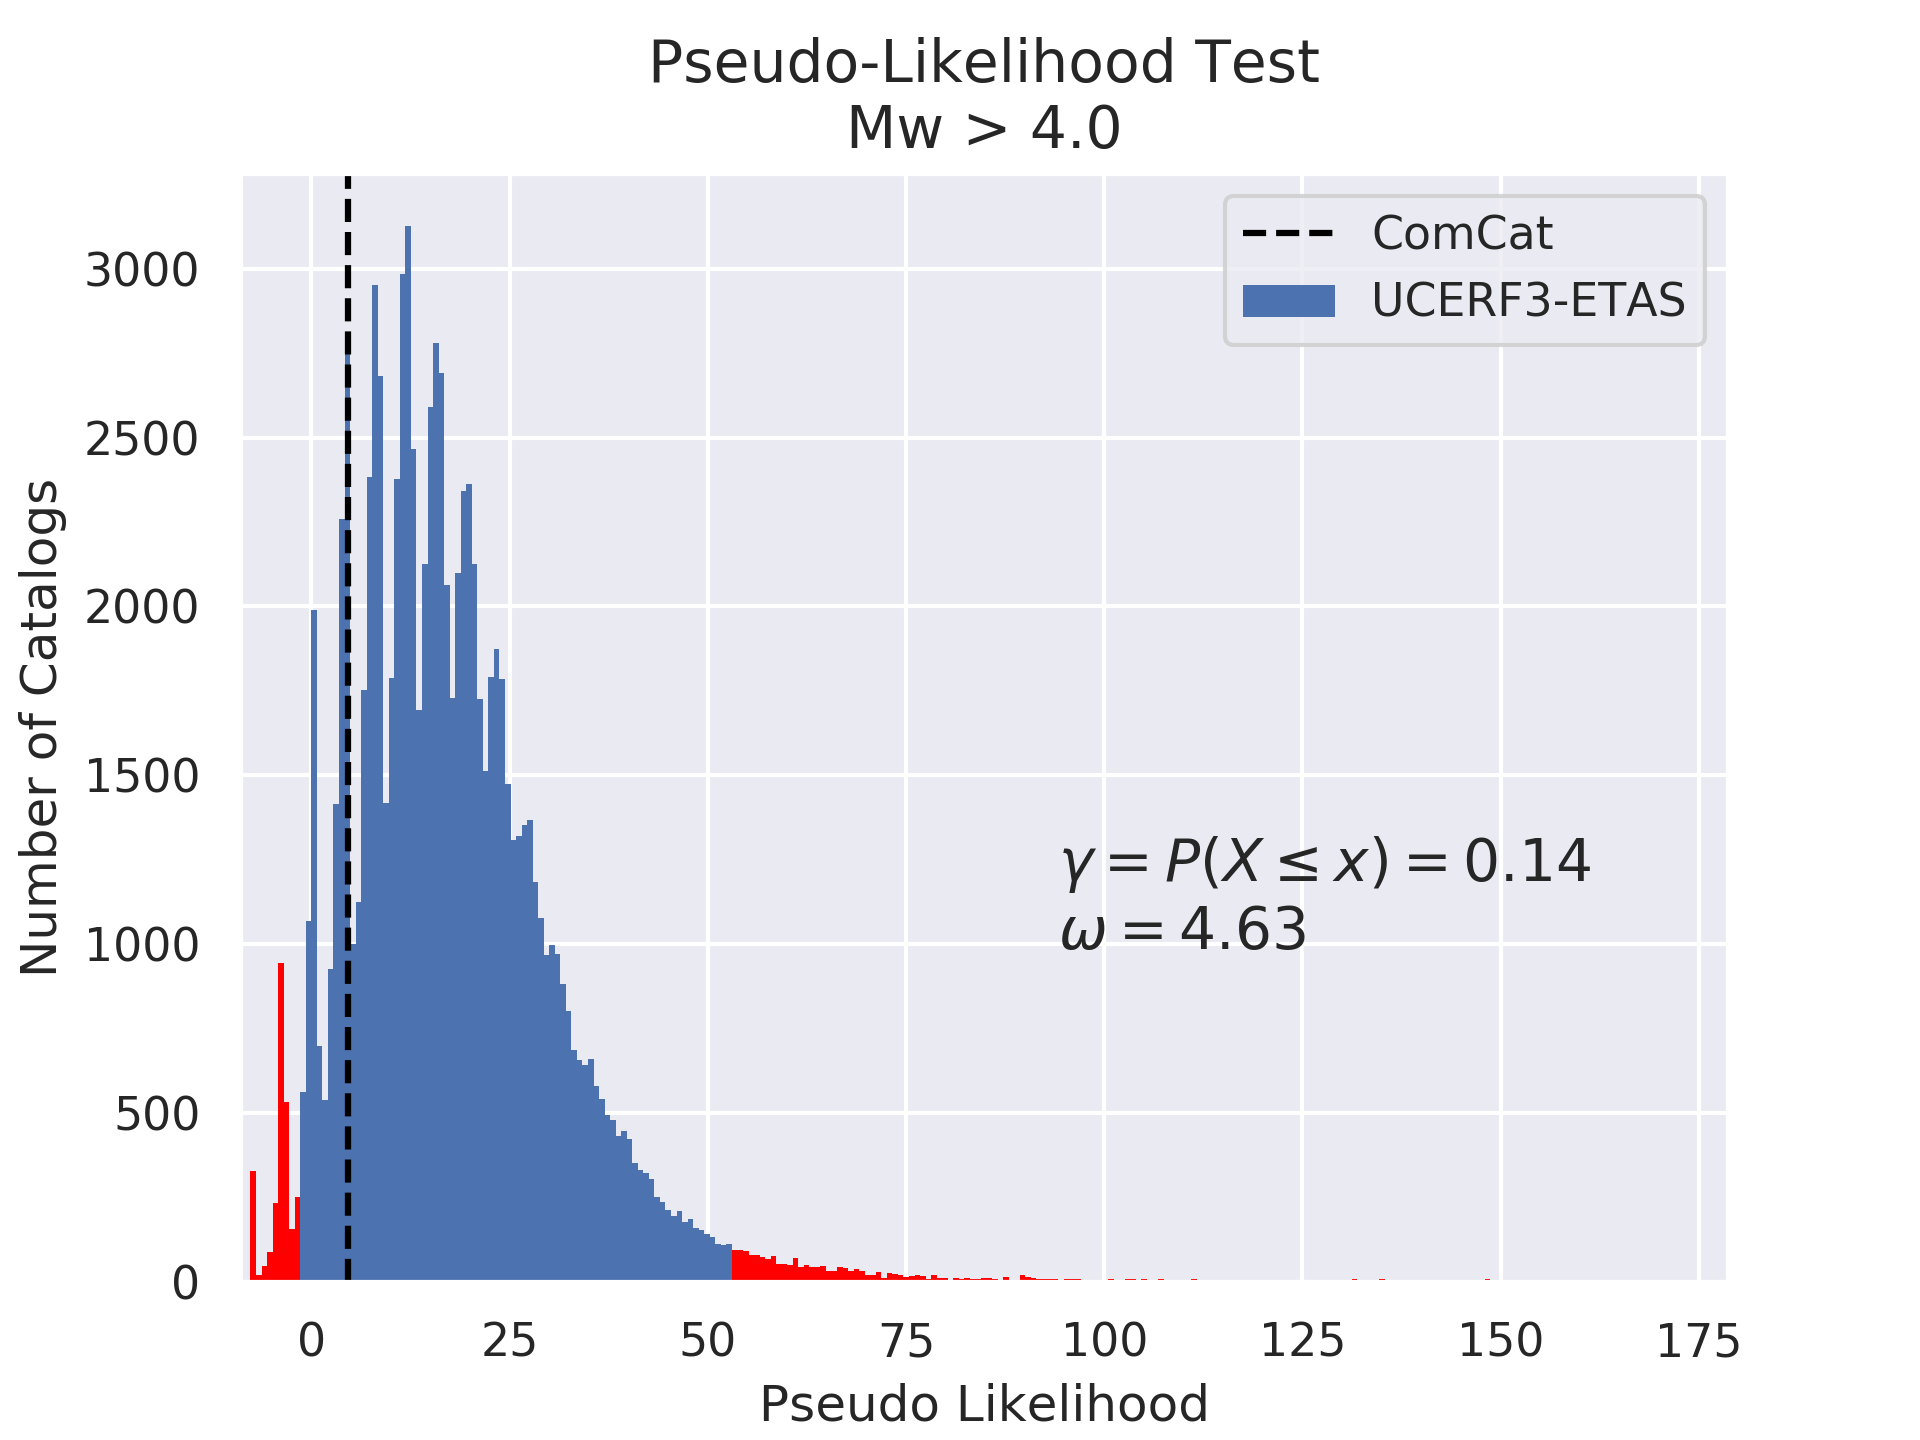 Pseudo-Likelihood Test
Mw > 4.0
ComCat
UCERF3-ETAS
3000
2500
2000
1500
1000
500
0
Number of Catalogs
γ = P(X ≤ x) = 0.14
ω = 4.63
0 25 50 75 100 125 150 175
Pseudo Likelihood